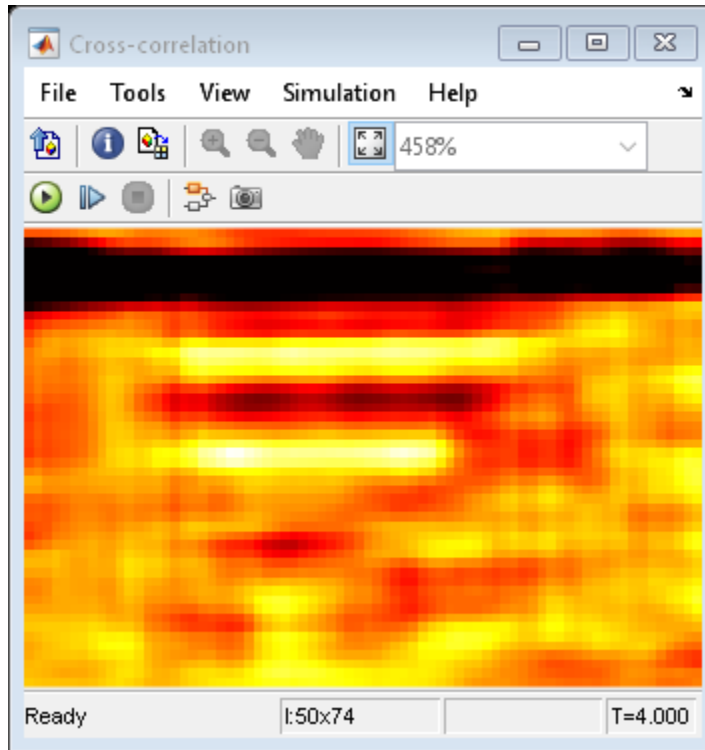 Cross-correlation
File Tools View Simulation Help
458%
Ready I:50x74 T=4.000